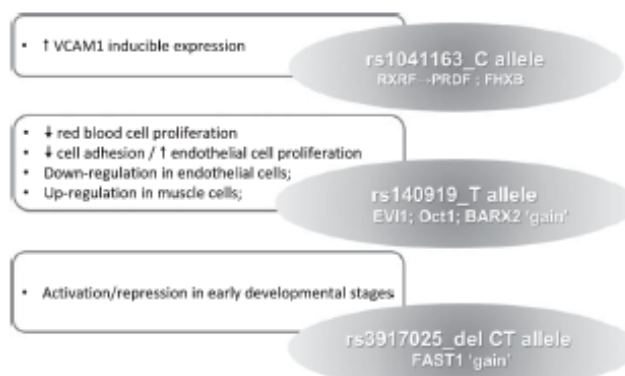 • ↑ VCAM1 inducible expression
rs1041163_C allele
RXRF→PRDF ; FHXB
• ↓ red blood cell proliferation
• ↓ cell adhesion / ↑ endothelial cell proliferation
• Down-regulation in endothelial cells;
• Up-regulation in muscle cells;
rs140919_T allele
EVI1; Oct1; BARX2 'gain'
• Activation/repression in early developmental stages.
rs3917025_del CT allele
FAST1 'gain'